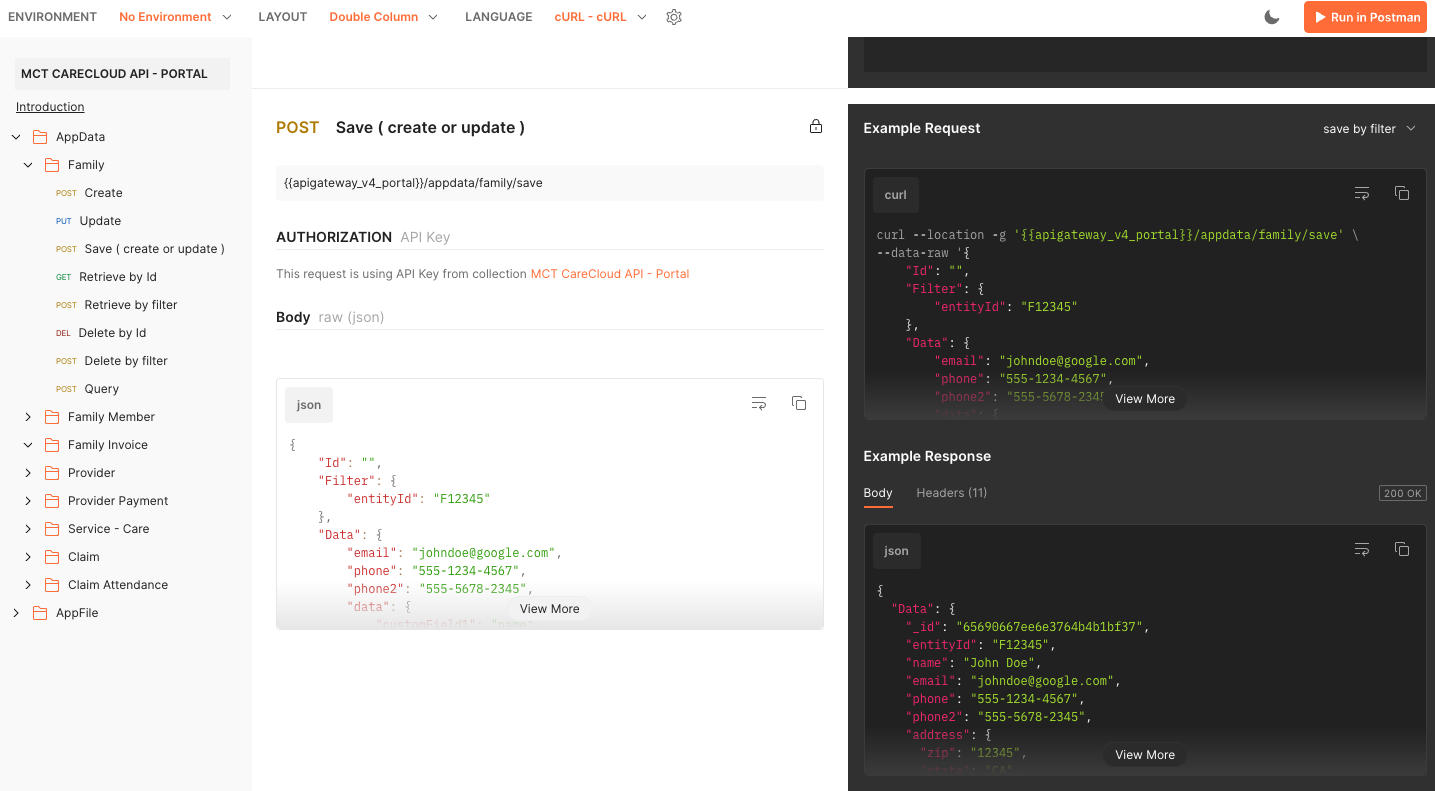 ENVIRONMENT No Environment LAYOUT Double Column LANGUAGE cURL - cURL Run in Postman
MCT CARECLOUD API - PORTAL
Introduction
AppData
Family
POST Create
PUT Update
POST Save ( create or update )
GET Retrieve by Id
POST Retrieve by filter
DEL Delete by Id
POST Delete by filter
POST Query
Family Member
Family Invoice
Provider
Provider Payment
Service - Care
Claim
Claim Attendance
AppFile
POST Save ( create or update )
{{apigateway_v4_portal}}/appdata/family/save
AUTHORIZATION API Key
This request is using API Key from collection MCT CareCloud API - Portal
Body raw (json)
json
{
"Id": "",
"Filter": {
"entityId": "F12345"
},
"Data": {
"email": "johndoe@google.com",
"phone": "555-1234-4567",
"phone2": "555-5678-2345",
"data": {
"customField1": "name"
View More
Example Request
save by filter
curl
curl --location -g '{{apigateway_v4_portal}}/appdata/family/save' \
--data-raw '{
"Id": "",
"Filter": {
"entityId": "F12345"
},
"Data": {
"email": "johndoe@google.com",
"phone": "555-1234-4567",
"phone2": "555-5678-2345
"data": {
View More
Example Response
Body Headers (11) 200 OK
json
{
"Data": {
"_id": "65690667ee6e3764b4b1bf37",
"entityId": "F12345",
"name": "John Doe",
"email": "johndoe@google.com",
"phone": "555-1234-4567",
"phone2": "555-5678-2345",
"address": {
"zip": "12345",
"state": "CA"
View More